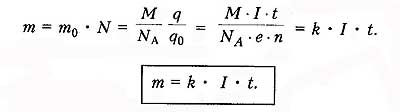 m = m₀ · N = M/N_A q/q₀ = M · I · t/N_A · e · n = k · I · t.
m = k · I · t.